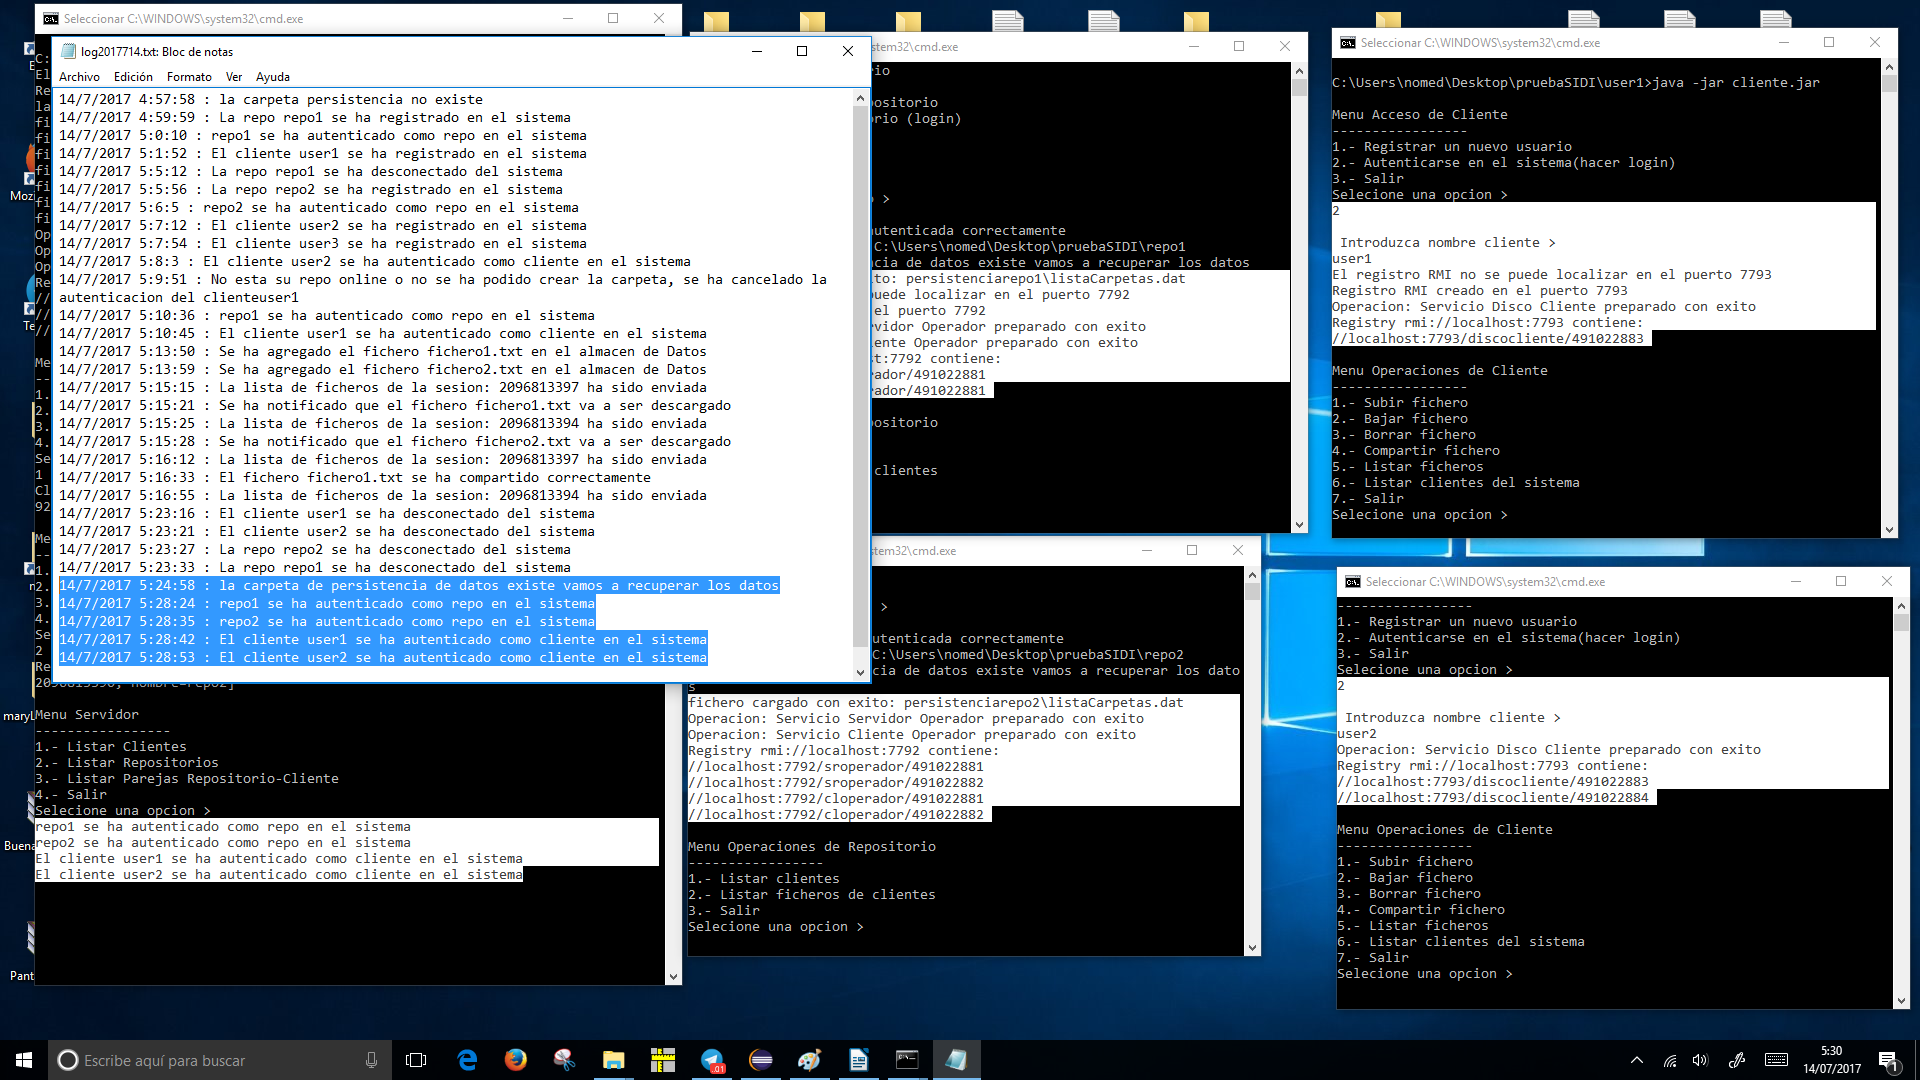 Seleccionar C:\WINDOWS\system32\cmd.exe
log2017714.txt: Bloc de notas
Archivo Edición Formato Ver Ayuda
14/7/2017 4:57:58 : la carpeta persistencia no existe
14/7/2017 4:59:59 : La repo repo1 se ha registrado en el sistema
14/7/2017 5:0:10 : repo1 se ha autenticado como repo en el sistema
14/7/2017 5:1:52 : El cliente user1 se ha registrado en el sistema
14/7/2017 5:5:12 : La repo repo1 se ha desconectado del sistema
14/7/2017 5:5:56 : La repo repo2 se ha registrado en el sistema
14/7/2017 5:6:5 : repo2 se ha autenticado como repo en el sistema
14/7/2017 5:7:12 : El cliente user2 se ha registrado en el sistema
14/7/2017 5:7:54 : El cliente user3 se ha registrado en el sistema
14/7/2017 5:8:3 : El cliente user2 se ha autenticado como cliente en el sistema
14/7/2017 5:9:51 : No esta su repo online o no se ha podido crear la carpeta, se ha cancelado la
autenticacion del clienteuser1
14/7/2017 5:10:36 : repo1 se ha autenticado como repo en el sistema
14/7/2017 5:10:45 : El cliente user1 se ha autenticado como cliente en el sistema
14/7/2017 5:13:50 : Se ha agregado el fichero fichero1.txt en el almacen de Datos
14/7/2017 5:13:59 : Se ha agregado el fichero fichero2.txt en el almacen de Datos
14/7/2017 5:15:15 : La lista de ficheros de la sesion: 2096813397 ha sido enviada
14/7/2017 5:15:21 : Se ha notificado que el fichero fichero1.txt va a ser descargado
14/7/2017 5:15:25 : La lista de ficheros de la sesion: 2096813394 ha sido enviada
14/7/2017 5:15:28 : Se ha notificado que el fichero fichero2.txt va a ser descargado
14/7/2017 5:16:12 : La lista de ficheros de la sesion: 2096813397 ha sido enviada
14/7/2017 5:16:33 : El fichero fichero1.txt se ha compartido correctamente
14/7/2017 5:16:55 : La lista de ficheros de la sesion: 2096813394 ha sido enviada
14/7/2017 5:23:16 : El cliente user1 se ha desconectado del sistema
14/7/2017 5:23:21 : El cliente user2 se ha desconectado del sistema
14/7/2017 5:23:27 : La repo repo2 se ha desconectado del sistema
14/7/2017 5:23:33 : La repo repo1 se ha desconectado del sistema
14/7/2017 5:24:58 : la carpeta de persistencia de datos existe vamos a recuperar los datos
14/7/2017 5:28:24 : repo1 se ha autenticado como repo en el sistema
14/7/2017 5:28:35 : repo2 se ha autenticado como repo en el sistema
14/7/2017 5:28:42 : El cliente user1 se ha autenticado como cliente en el sistema
14/7/2017 5:28:53 : El cliente user2 se ha autenticado como cliente en el sistema
Menu Servidor
-----------------
1.- Listar Clientes
2.- Listar Repositorios
3.- Listar Parejas Repositorio-Cliente
4.- Salir
Selecione una opcion >
repo1 se ha autenticado como repo en el sistema
repo2 se ha autenticado como repo en el sistema
El cliente user1 se ha autenticado como cliente en el sistema
El cliente user2 se ha autenticado como cliente en el sistema
stem32\cmd.exe
rio
positorio
rio (login)
o >
utenticada correctamente
C:\Users\nomed\Desktop\pruebaSIDI\repo1
cia de datos existe vamos a recuperar los datos
ito: persistenciarepo1\listaCarpetas.dat
puede localizar en el puerto 7792
el puerto 7792
rvidor Operador preparado con exito
iente Operador preparado con exito
st:7792 contiene:
rador/491022881
rador/491022881
positorio
clientes
stem32\cmd.exe
>
utenticada correctamente
C:\Users\nomed\Desktop\pruebaSIDI\repo2
cia de datos existe vamos a recuperar los dato
s
fichero cargado con exito: persistenciarepo2\listaCarpetas.dat
Operacion: Servicio Servidor Operador preparado con exito
Operacion: Servicio Cliente Operador preparado con exito
Registry rmi://localhost:7792 contiene:
//localhost:7792/sroperador/491022881
//localhost:7792/sroperador/491022882
//localhost:7792/cloperador/491022881
//localhost:7792/cloperador/491022882
Menu Operaciones de Repositorio
-----------------
1.- Listar clientes
2.- Listar ficheros de clientes
3.- Salir
Selecione una opcion >
Seleccionar C:\WINDOWS\system32\cmd.exe
C:\Users\nomed\Desktop\pruebaSIDI\user1>java -jar cliente.jar
Menu Acceso de Cliente
-----------------
1.- Registrar un nuevo usuario
2.- Autenticarse en el sistema(hacer login)
3.- Salir
Selecione una opcion >
2
Introduzca nombre cliente >
user1
El registro RMI no se puede localizar en el puerto 7793
Registro RMI creado en el puerto 7793
Operacion: Servicio Disco Cliente preparado con exito
Registry rmi://localhost:7793 contiene:
//localhost:7793/discocliente/491022883
Menu Operaciones de Cliente
-----------------
1.- Subir fichero
2.- Bajar fichero
3.- Borrar fichero
4.- Compartir fichero
5.- Listar ficheros
6.- Listar clientes del sistema
7.- Salir
Selecione una opcion >
Seleccionar C:\WINDOWS\system32\cmd.exe
-----------------
1.- Registrar un nuevo usuario
2.- Autenticarse en el sistema(hacer login)
3.- Salir
Selecione una opcion >
2
Introduzca nombre cliente >
user2
Operacion: Servicio Disco Cliente preparado con exito
Registry rmi://localhost:7793 contiene:
//localhost:7793/discocliente/491022883
//localhost:7793/discocliente/491022884
Menu Operaciones de Cliente
-----------------
1.- Subir fichero
2.- Bajar fichero
3.- Borrar fichero
4.- Compartir fichero
5.- Listar ficheros
6.- Listar clientes del sistema
7.- Salir
Selecione una opcion >
Escribe aquí para buscar
5:30
14/07/2017